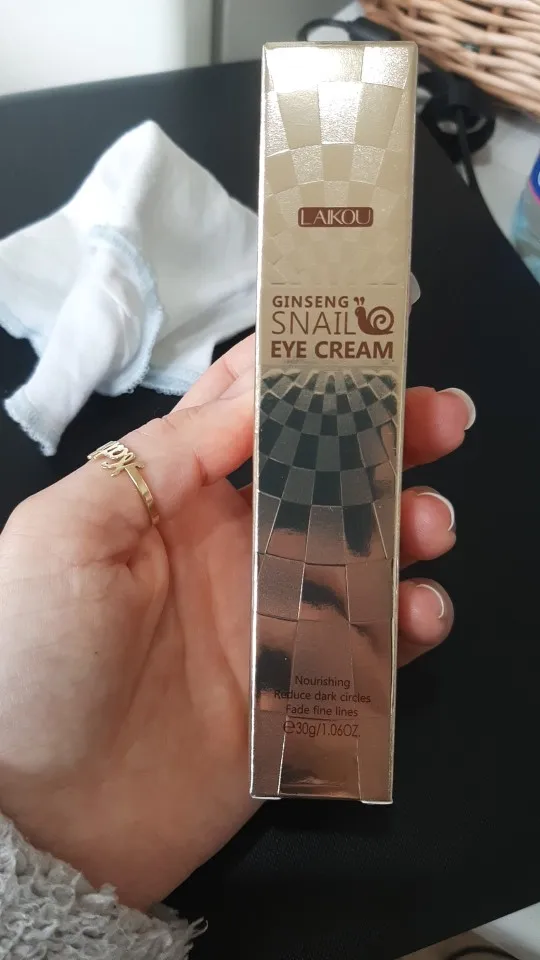 LAIKOU
GINSENG
SNAIL
EYE CREAM
Nourishing
Reduce dark circles
Fade fine lines
℮30g/1.06OZ.